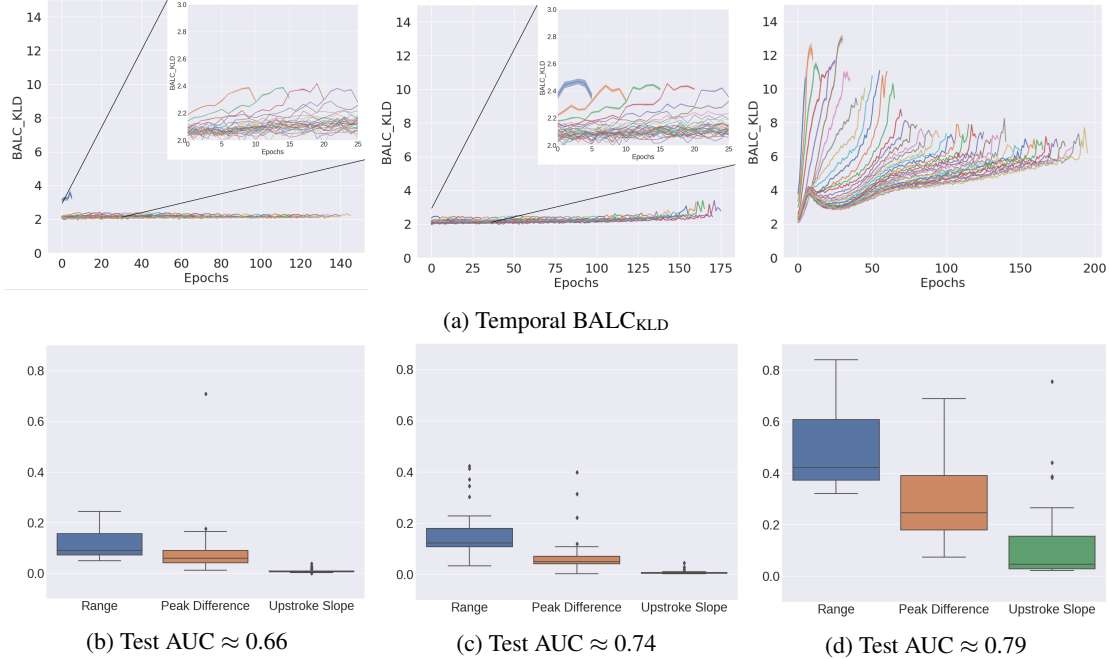 14
12
10
8
6
4
2
0
BALC_KLD
0 20 40 60 80 100 120 140
Epochs
3.0
2.8
2.6
2.4
2.2
2.0
BALC_KLD
0 5 10 15 20 25
Epochs
14
12
10
8
6
4
2
0
BALC_KLD
0 25 50 75 100 125 150 175
Epochs
3.0
2.8
2.6
2.4
2.2
2.0
BALC_KLD
0 5 10 15 20 25
Epochs
14
12
10
8
6
4
2
0
BALC_KLD
0 50 100 150 200
Epochs
(a) Temporal BALCKLD
0.8
0.6
0.4
0.2
0.0
Range Peak Difference Upstroke Slope
(b) Test AUC ≈ 0.66
0.8
0.6
0.4
0.2
0.0
Range Peak Difference Upstroke Slope
(c) Test AUC ≈ 0.74
0.8
0.6
0.4
0.2
0.0
Range Peak Difference Upstroke Slope
(d) Test AUC ≈ 0.79